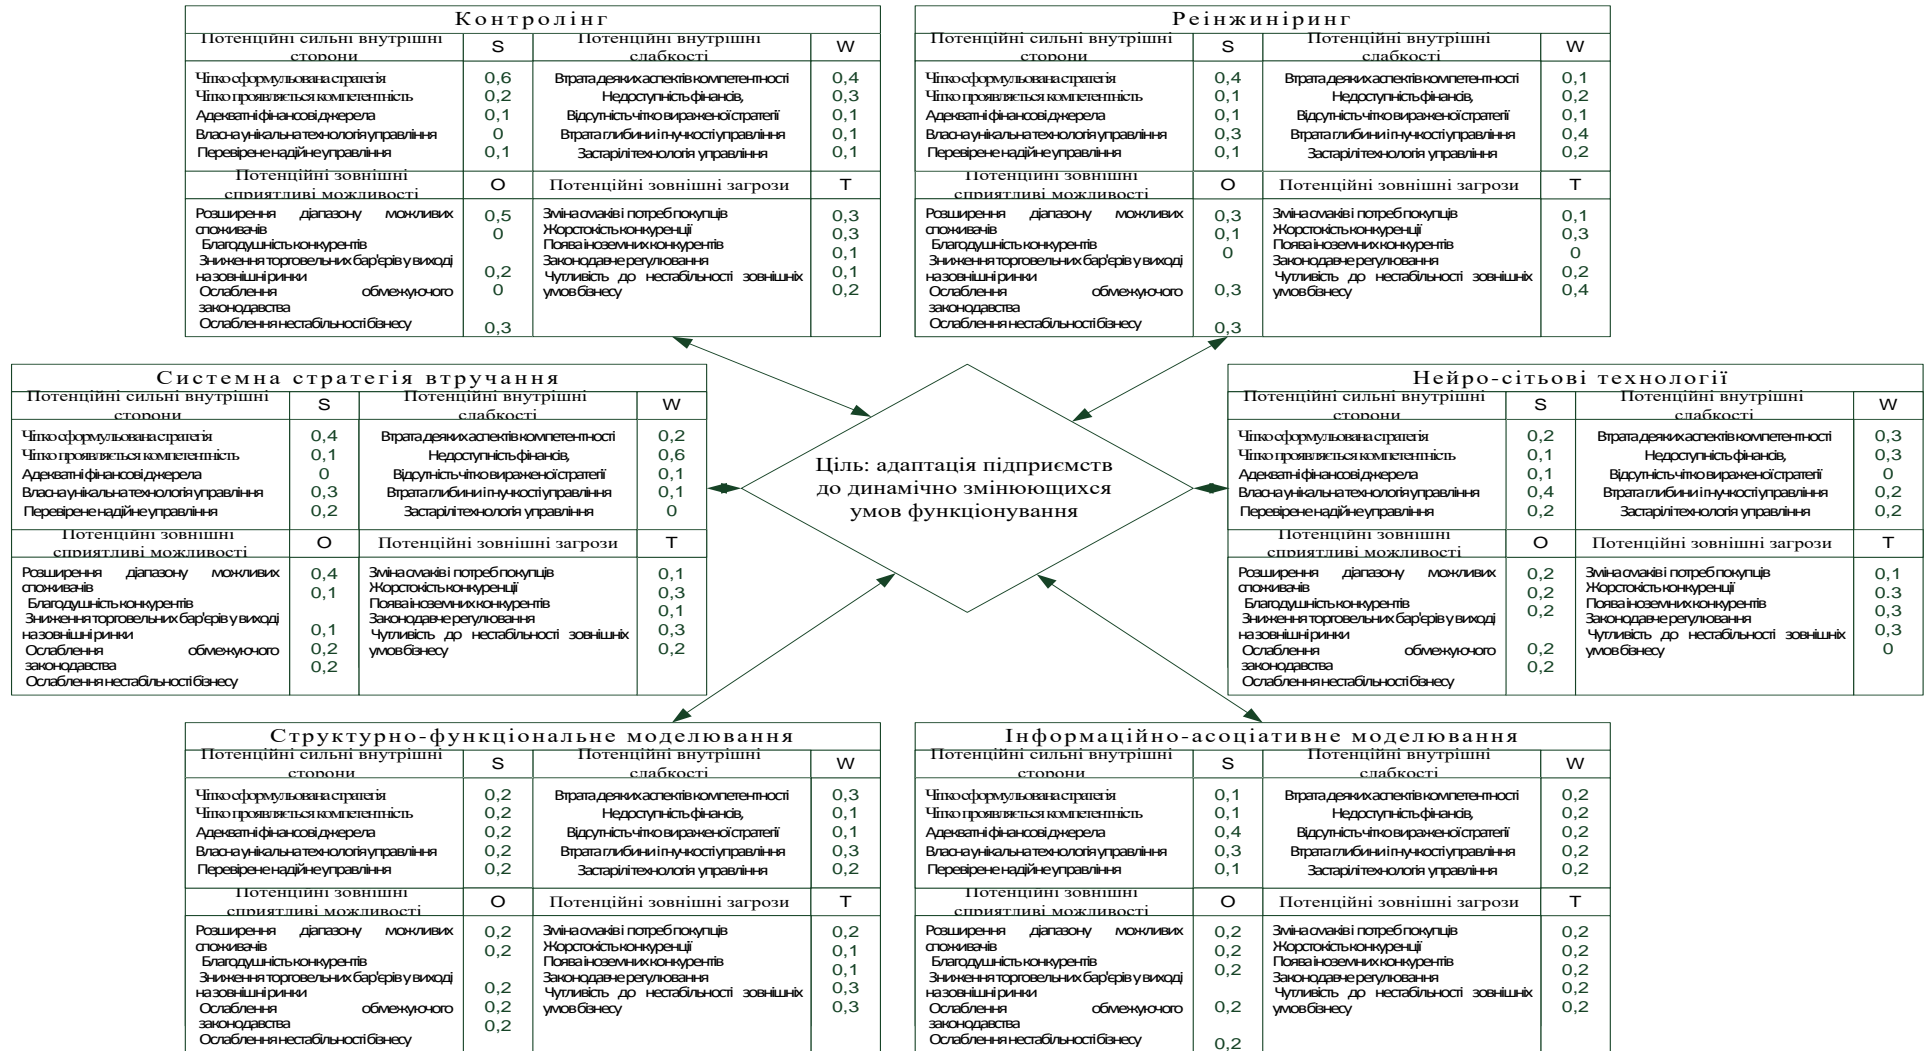 Контролінг
Потенційні сильні внутрішні
сторони
S
Потенційні внутрішні
слабкості
W
Чітко сформульована стратегія
Чітко проявляється компетентність
Адекватні фінансові джерела
Власна унікальна технологія управління
Перевірене надійне управління
0,6
0,2
0,1
0
0,1
Втрата деяких аспектів компетентності
Недоступність фінансів,
Відсутність чітко вираженої стратегії
Втрата глибини і гнучкості управління
Застарілі технологія управління
0,4
0,3
0,1
0,1
0,1
Потенційні зовнішні
сприятливі можливості
O
Потенційні зовнішні загрози
T
Розширення діапазону можливих
споживачів
Благодушність конкурентів
Зниження торговельних бар'єрів у виході
на зовнішні ринки
Ослаблення обмежуючого
законодавства
Ослаблення нестабільності бізнесу
0,5
0
0,2
0
0,3
Зміна смаків і потреб покупців
Жорстокість конкуренції
Поява іноземних конкурентів
Законодавче регулювання
Чутливість до нестабільності зовнішніх
умов бізнесу
0,3
0,3
0,1
0,1
0,2
Реінжиніринг
Потенційні сильні внутрішні
сторони
S
Потенційні внутрішні
слабкості
W
Чітко сформульована стратегія
Чітко проявляється компетентність
Адекватні фінансові джерела
Власна унікальна технологія управління
Перевірене надійне управління
0,4
0,1
0,1
0,3
0,1
Втрата деяких аспектів компетентності
Недоступність фінансів,
Відсутність чітко вираженої стратегії
Втрата глибини і гнучкості управління
Застарілі технологія управління
0,1
0,2
0,1
0,4
0,2
Потенційні зовнішні
сприятливі можливості
O
Потенційні зовнішні загрози
T
Розширення діапазону можливих
споживачів
Благодушність конкурентів
Зниження торговельних бар'єрів у виході
на зовнішні ринки
Ослаблення обмежуючого
законодавства
Ослаблення нестабільності бізнесу
0,3
0,1
0
0,3
0,3
Зміна смаків і потреб покупців
Жорстокість конкуренції
Поява іноземних конкурентів
Законодавче регулювання
Чутливість до нестабільності зовнішніх
умов бізнесу
0,1
0,3
0
0,2
0,4
Системна стратегія втручання
Потенційні сильні внутрішні
сторони
S
Потенційні внутрішні
слабкості
W
Чітко сформульована стратегія
Чітко проявляється компетентність
Адекватні фінансові джерела
Власна унікальна технологія управління
Перевірене надійне управління
0,4
0,1
0
0,3
0,2
Втрата деяких аспектів компетентності
Недоступність фінансів,
Відсутність чітко вираженої стратегії
Втрата глибини і гнучкості управління
Застарілі технологія управління
0,2
0,6
0,1
0,1
0
Потенційні зовнішні
сприятливі можливості
O
Потенційні зовнішні загрози
T
Розширення діапазону можливих
споживачів
Благодушність конкурентів
Зниження торговельних бар'єрів у виході
на зовнішні ринки
Ослаблення обмежуючого
законодавства
Ослаблення нестабільності бізнесу
0,4
0,1
0,1
0,2
0,2
Зміна смаків і потреб покупців
Жорстокість конкуренції
Поява іноземних конкурентів
Законодавче регулювання
Чутливість до нестабільності зовнішніх
умов бізнесу
0,1
0,3
0,1
0,3
0,2
Ціль: адаптація підприємств
до динамічно змінюющихся
умов функціонування
Нейро-сітьові технології
Потенційні сильні внутрішні
сторони
S
Потенційні внутрішні
слабкості
W
Чітко сформульована стратегія
Чітко проявляється компетентність
Адекватні фінансові джерела
Власна унікальна технологія управління
Перевірене надійне управління
0,2
0,1
0,1
0,4
0,2
Втрата деяких аспектів компетентності
Недоступність фінансів,
Відсутність чітко вираженої стратегії
Втрата глибини і гнучкості управління
Застарілі технологія управління
0,3
0,3
0
0,2
0,2
Потенційні зовнішні
сприятливі можливості
O
Потенційні зовнішні загрози
T
Розширення діапазону можливих
споживачів
Благодушність конкурентів
Зниження торговельних бар'єрів у виході
на зовнішні ринки
Ослаблення обмежуючого
законодавства
Ослаблення нестабільності бізнесу
0,2
0,2
0,2
0,2
0,2
Зміна смаків і потреб покупців
Жорстокість конкуренції
Поява іноземних конкурентів
Законодавче регулювання
Чутливість до нестабільності зовнішніх
умов бізнесу
0,1
0.3
0,3
0,3
0
Структурно-функціональне моделювання
Потенційні сильні внутрішні
сторони
S
Потенційні внутрішні
слабкості
W
Чітко сформульована стратегія
Чітко проявляється компетентність
Адекватні фінансові джерела
Власна унікальна технологія управління
Перевірене надійне управління
0,2
0,2
0,2
0,2
0,2
Втрата деяких аспектів компетентності
Недоступність фінансів,
Відсутність чітко вираженої стратегії
Втрата глибини і гнучкості управління
Застарілі технологія управління
0,3
0,1
0,1
0,3
0,2
Потенційні зовнішні
сприятливі можливості
O
Потенційні зовнішні загрози
T
Розширення діапазону можливих
споживачів
Благодушність конкурентів
Зниження торговельних бар'єрів у виході
на зовнішні ринки
Ослаблення обмежуючого
законодавства
Ослаблення нестабільності бізнесу
0,2
0,2
0,2
0,2
0,2
Зміна смаків і потреб покупців
Жорстокість конкуренції
Поява іноземних конкурентів
Законодавче регулювання
Чутливість до нестабільності зовнішніх
умов бізнесу
0,2
0,1
0,1
0,3
0,3
Інформаційно-асоціативне моделювання
Потенційні сильні внутрішні
сторони
S
Потенційні внутрішні
слабкості
W
Чітко сформульована стратегія
Чітко проявляється компетентність
Адекватні фінансові джерела
Власна унікальна технологія управління
Перевірене надійне управління
0,1
0,1
0,4
0,3
0,1
Втрата деяких аспектів компетентності
Недоступність фінансів,
Відсутність чітко вираженої стратегії
Втрата глибини і гнучкості управління
Застарілі технологія управління
0,2
0,2
0,2
0,2
0,2
Потенційні зовнішні
сприятливі можливості
O
Потенційні зовнішні загрози
T
Розширення діапазону можливих
споживачів
Благодушність конкурентів
Зниження торговельних бар'єрів у виході
на зовнішні ринки
Ослаблення обмежуючого
законодавства
Ослаблення нестабільності бізнесу
0,2
0,2
0,2
0,2
0,2
Зміна смаків і потреб покупців
Жорстокість конкуренції
Поява іноземних конкурентів
Законодавче регулювання
Чутливість до нестабільності зовнішніх
умов бізнесу
0,2
0,2
0,2
0,2
0,2